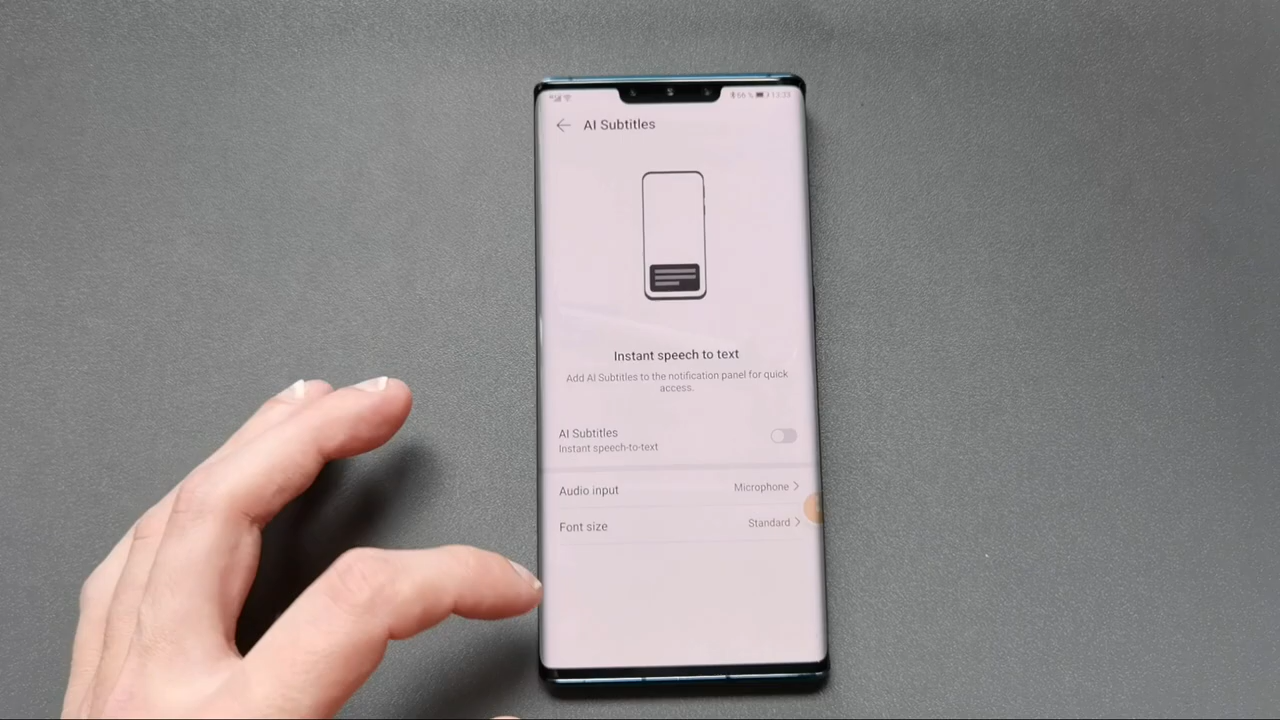 AI Subtitles
Instant speech to text
Add AI Subtitles to the notification panel for quick
access.
AI Subtitles
Instant speech-to-text
Audio input Microphone
Font size Standard